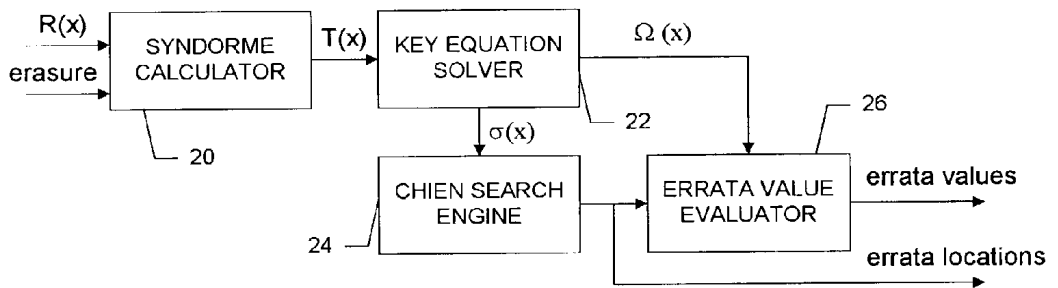 R(x)
erasure
SYNDORME
CALCULATOR
20
T(x)
KEY EQUATION
SOLVER
22
Ω (x)
σ(x)
26
CHIEN SEARCH
ENGINE
24
ERRATA VALUE
EVALUATOR
errata values
errata locations